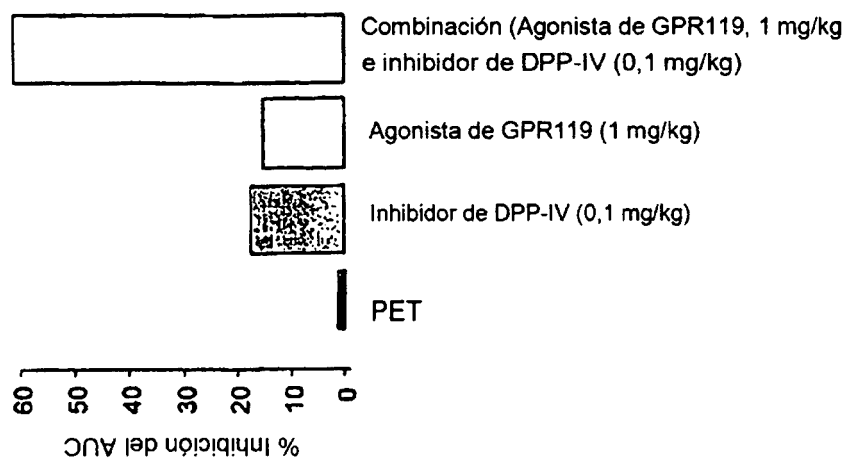 Combinación (Agonista de GPR119, 1 mg/kg
e inhibidor de DPP-IV (0,1 mg/kg)
Agonista de GPR119 (1 mg/kg)
Inhibidor de DPP-IV (0,1 mg/kg)
PET
60 50 40 30 20 10 0
% Inhibición del AUC